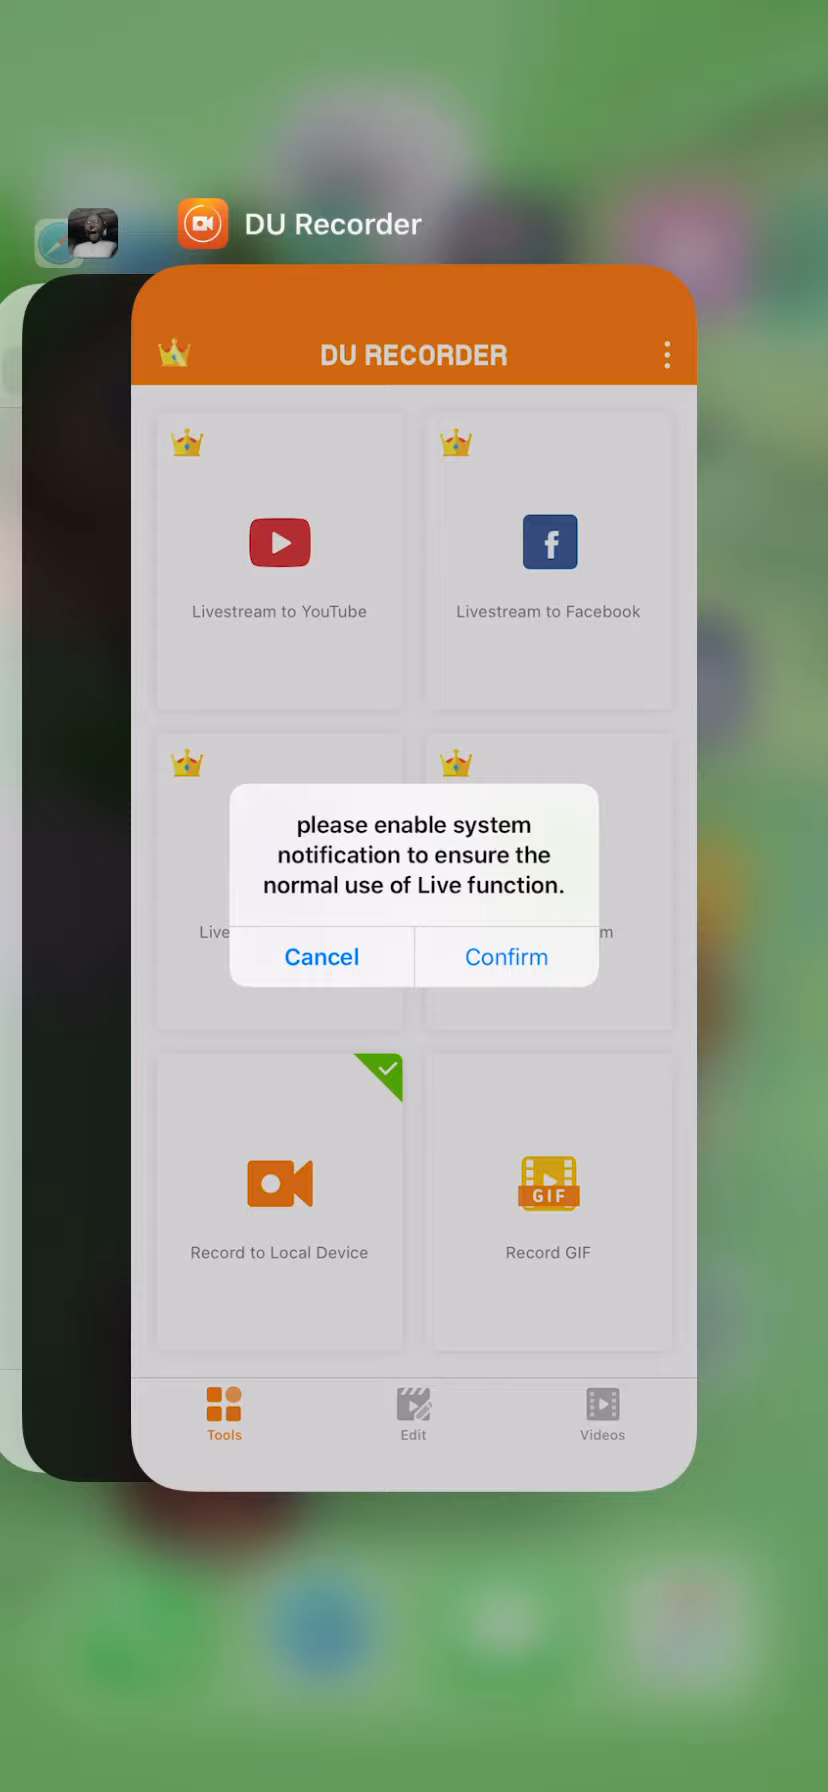 DU Recorder
DU RECORDER
Livestream to YouTube
Livestream to Facebook
please enable system
notification to ensure the
normal use of Live function.
Live
m
Cancel
Confirm
Record to Local Device
GIF
Record GIF
Tools
Edit
Videos